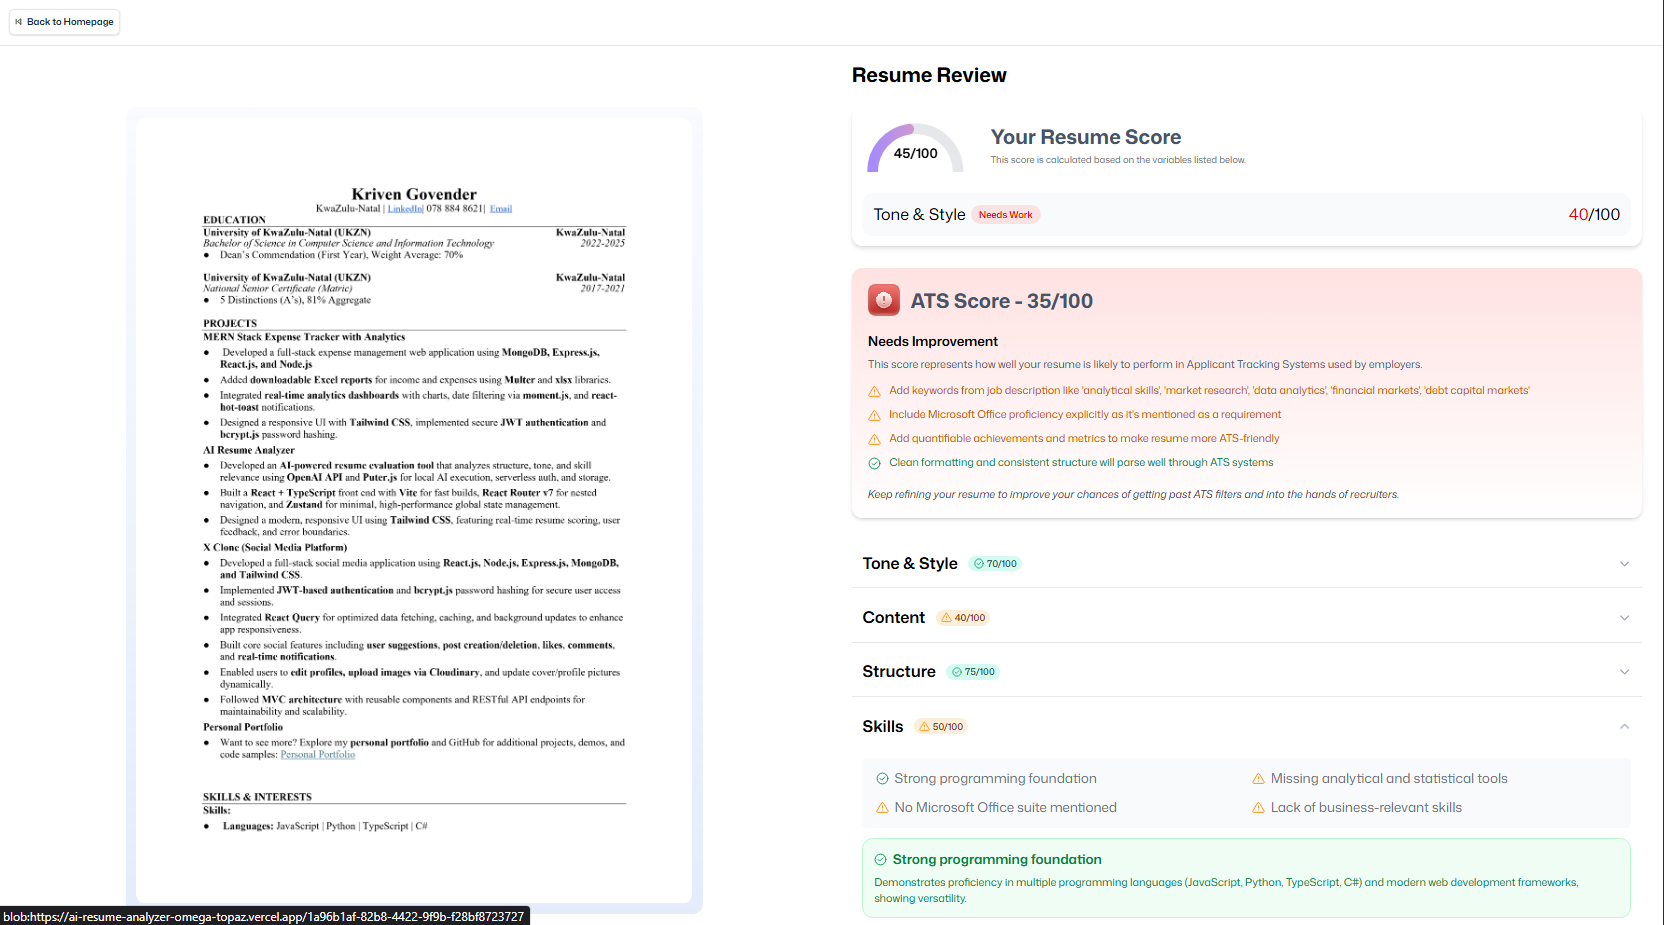 Back to Homepage
Kriven Govender
KwaZulu-Natal | LinkedIn| 078 884 8621| Email
EDUCATION
University of KwaZulu-Natal (UKZN) KwaZulu-Natal
Bachelor of Science in Computer Science and Information Technology 2022-2025
● Dean's Commendation (First Year), Weight Average: 70%
University of KwaZulu-Natal (UKZN) KwaZulu-Natal
National Senior Certificate (Matric) 2017-2021
● 5 Distinctions (A's), 81% Aggregate
PROJECTS
MERN Stack Expense Tracker with Analytics
● Developed a full-stack expense management web application using MongoDB, Express.js,
React.js, and Node.js
● Added downloadable Excel reports for income and expenses using Multer and xlsx libraries.
● Integrated real-time analytics dashboards with charts, date filtering via moment.js, and react-
hot-toast notifications.
● Designed a responsive UI with Tailwind CSS, implemented secure JWT authentication and
bcrypt.js password hashing.
AI Resume Analyzer
● Developed an AI-powered resume evaluation tool that analyzes structure, tone, and skill
relevance using OpenAI API and Puter.js for local AI execution, serverless auth, and storage.
● Built a React + TypeScript front end with Vite for fast builds, React Router v7 for nested
navigation, and Zustand for minimal, high-performance global state management.
● Designed a modern, responsive UI using Tailwind CSS, featuring real-time resume scoring, user
feedback, and error boundaries.
X Clone (Social Media Platform)
● Developed a full-stack social media application using React.js, Node.js, Express.js, MongoDB,
and Tailwind CSS.
● Implemented JWT-based authentication and bcrypt.js password hashing for secure user access
and sessions.
● Integrated React Query for optimized data fetching, caching, and background updates to enhance
app responsiveness.
● Built core social features including user suggestions, post creation/deletion, likes, comments,
and real-time notifications.
● Enabled users to edit profiles, upload images via Cloudinary, and update cover/profile pictures
dynamically.
● Followed MVC architecture with reusable components and RESTful API endpoints for
maintainability and scalability.
Personal Portfolio
● Want to see more? Explore my personal portfolio and GitHub for additional projects, demos, and
code samples: Personal Portfolio
SKILLS & INTERESTS
Skills:
● Languages: JavaScript | Python | TypeScript | C#
blob:https://ai-resume-analyzer-omega-topaz.vercel.app/1a96b1af-82b8-4422-9f9b-f28bf8723727
Resume Review
45/100
Your Resume Score
This score is calculated based on the variables listed below.
Tone & Style Needs Work 40/100
ATS Score - 35/100
Needs Improvement
This score represents how well your resume is likely to perform in Applicant Tracking Systems used by employers.
Add keywords from job description like 'analytical skills', 'market research', 'data analytics', 'financial markets', 'debt capital markets'
Include Microsoft Office proficiency explicitly as it's mentioned as a requirement
Add quantifiable achievements and metrics to make resume more ATS-friendly
Clean formatting and consistent structure will parse well through ATS systems
Keep refining your resume to improve your chances of getting past ATS filters and into the hands of recruiters.
Tone & Style 70/100
Content 40/100
Structure 75/100
Skills 50/100
Strong programming foundation Missing analytical and statistical tools
No Microsoft Office suite mentioned Lack of business-relevant skills
Strong programming foundation
Demonstrates proficiency in multiple programming languages (JavaScript, Python, TypeScript, C#) and modern web development frameworks,
showing versatility.